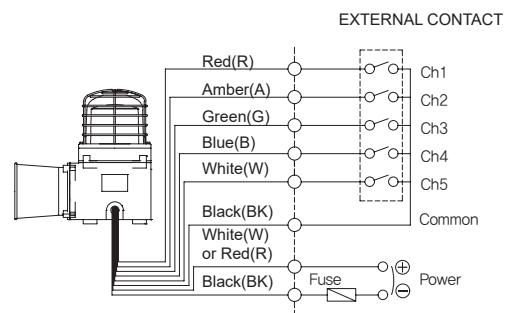 EXTERNAL CONTACT
Red(R)
Ch1
Amber(A)
Ch2
Green(G)
Ch3
Blue(B)
Ch4
White(W)
Ch5
Black(BK)
Common
White(W)
or Red(R)
Power
Black(BK)
Fuse